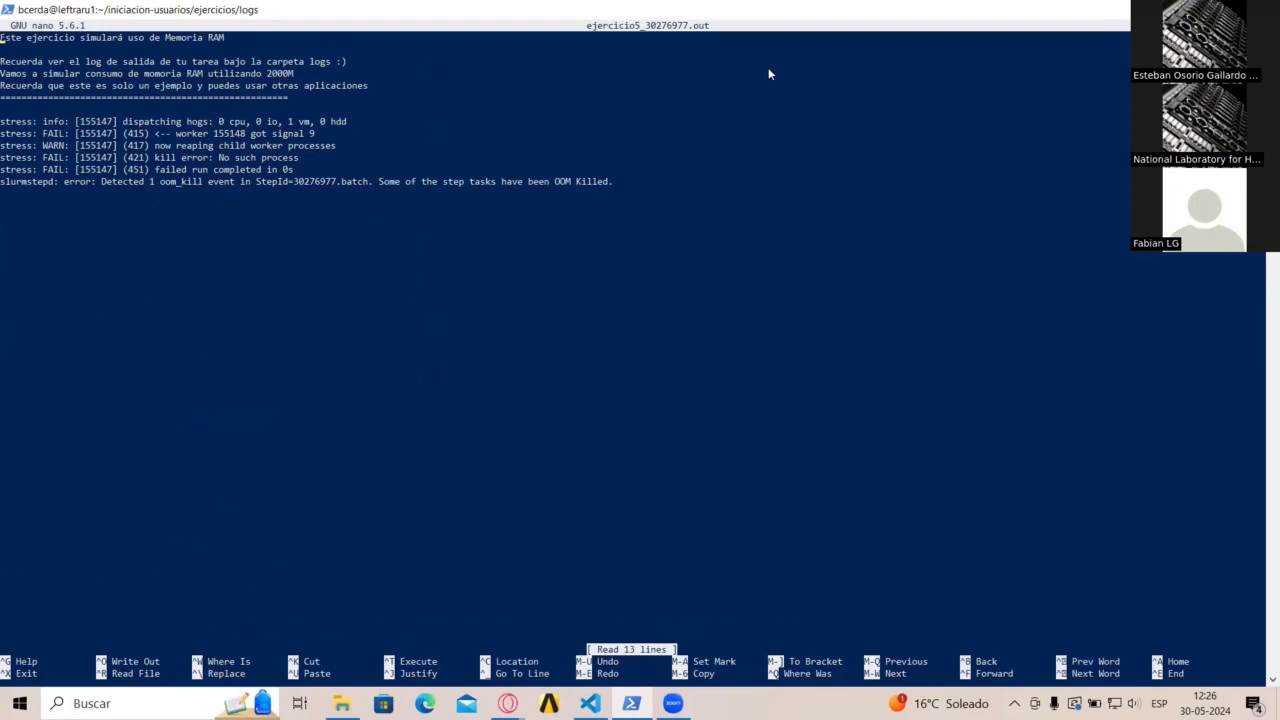 bcerda@leftraru1:~/iniciacion-usuarios/ejercicios/logs
GNU nano 5.6.1 ejercicio5_30276977.out
Este ejercicio simulará uso de Memoria RAM
Recuerda ver el log de salida de tu tarea bajo la carpeta logs :)
Vamos a simular consumo de momoria RAM utilizando 2000M
Recuerda que este es solo un ejemplo y puedes usar otras aplicaciones
====================================================
stress: info: [155147] dispatching hogs: 0 cpu, 0 io, 1 vm, 0 hdd
stress: FAIL: [155147] (415) <-- worker 155148 got signal 9
stress: WARN: [155147] (417) now reaping child worker processes
stress: FAIL: [155147] (421) kill error: No such process
stress: FAIL: [155147] (451) failed run completed in 0s
slurmstepd: error: Detected 1 oom_kill event in StepId=30276977.batch. Some of the step tasks have been OOM Killed.
Esteban Osorio Gallardo ...
National Laboratory for H...
Fabian LG
[ Read 13 lines ]
^G Help ^O Write Out ^W Where Is ^K Cut ^T Execute ^C Location M-U Undo M-A Set Mark M-] To Bracket M-Q Previous ^B Back Prev Word ^A Home
^X Exit ^R Read File ^\ Replace ^U Paste ^J Justify ^/ Go To Line M-E Redo M-6 Copy ^Q Where Was M-W Next ^F Forward Next Word ^E End
Buscar
zoom
1
16°C Soleado
ESP
12:26
30-05-2024
4